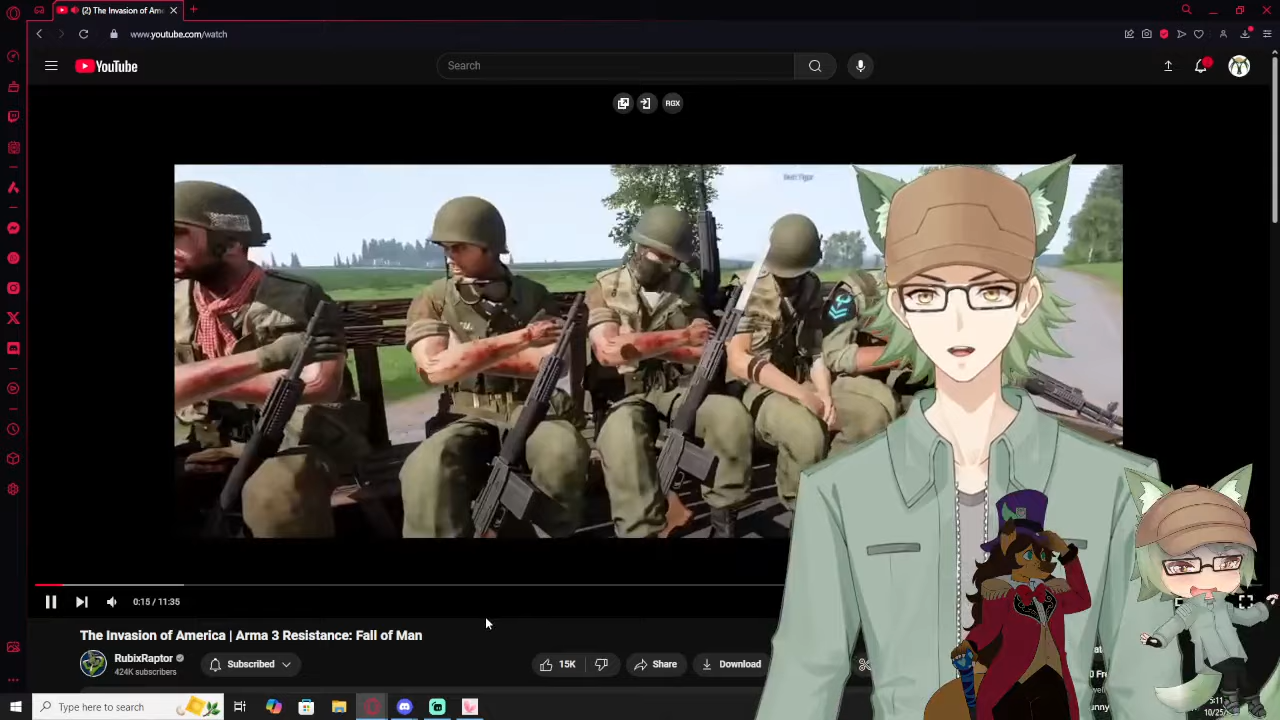 (2) The Invasion of Am
www.youtube.com/watch
YouTube
Search
RGX
0:15 / 11:35
The Invasion of America | Arma 3 Resistance: Fall of Man
RubixRaptor
424K subscribers
Subscribed
15K
Share
Download
Type here to search